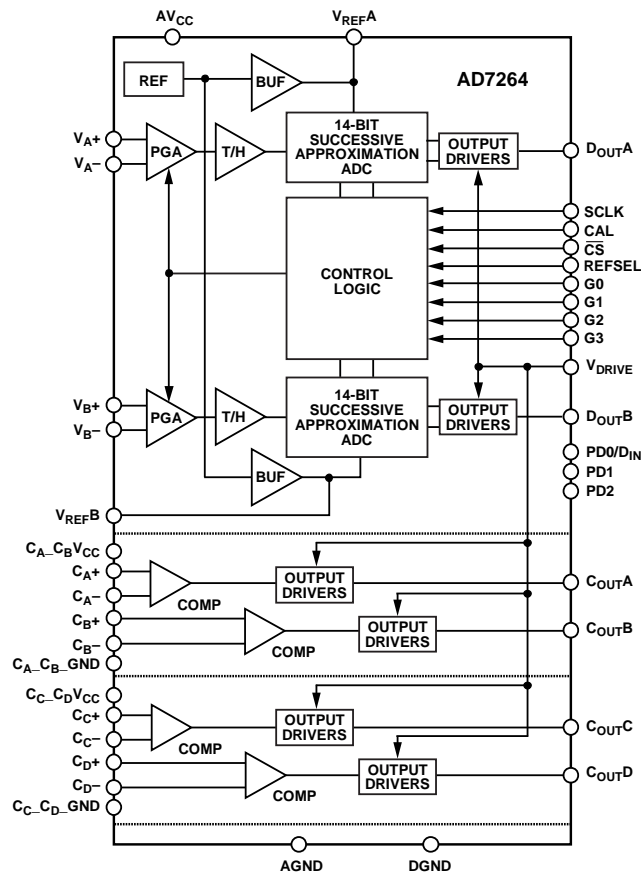 AVCC
VREFA
REF
BUF
AD7264
VA+
VA–
PGA
T/H
14-BIT
SUCCESSIVE
APPROXIMATION
ADC
OUTPUT
DRIVERS
DOUTA
SCLK
CAL
CS
REFSEL
G0
G1
G2
G3
CONTROL
LOGIC
VDRIVE
VB+
VB–
PGA
T/H
14-BIT
SUCCESSIVE
APPROXIMATION
ADC
OUTPUT
DRIVERS
DOUTB
PD0/DIN
PD1
PD2
BUF
VREFB
CA_CBVCC
CA+
CA–
COMP
OUTPUT
DRIVERS
COUTA
CB+
CB–
COMP
OUTPUT
DRIVERS
COUTB
CA_CB_GND
CC_CDVCC
CC+
CC–
COMP
OUTPUT
DRIVERS
COUTC
CD+
CD–
COMP
OUTPUT
DRIVERS
COUTD
CC_CD_GND
AGND
DGND